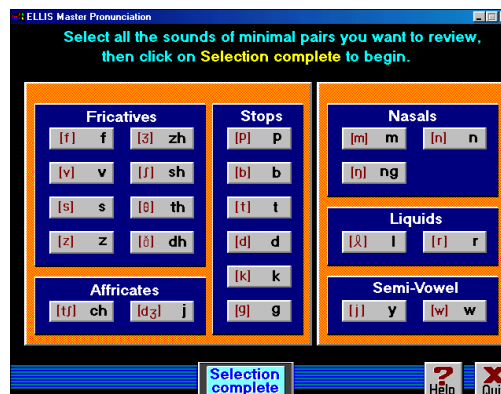 ELLIS Master Pronunciation
Select all the sounds of minimal pairs you want to review,
then click on Selection complete to begin.
Fricatives
[f] f [ʒ] zh
[v] v [ʃ] sh
[s] s [θ] th
[z] z [ð] dh
Affricates
[tʃ] ch [dʒ] j
Stops
[p] p
[b] b
[t] t
[d] d
[k] k
[g] g
Nasals
[m] m [n] n
[ŋ] ng
Liquids
[l] l [r] r
Semi-Vowel
[j] y [w] w
Selection
complete
Help
Qui